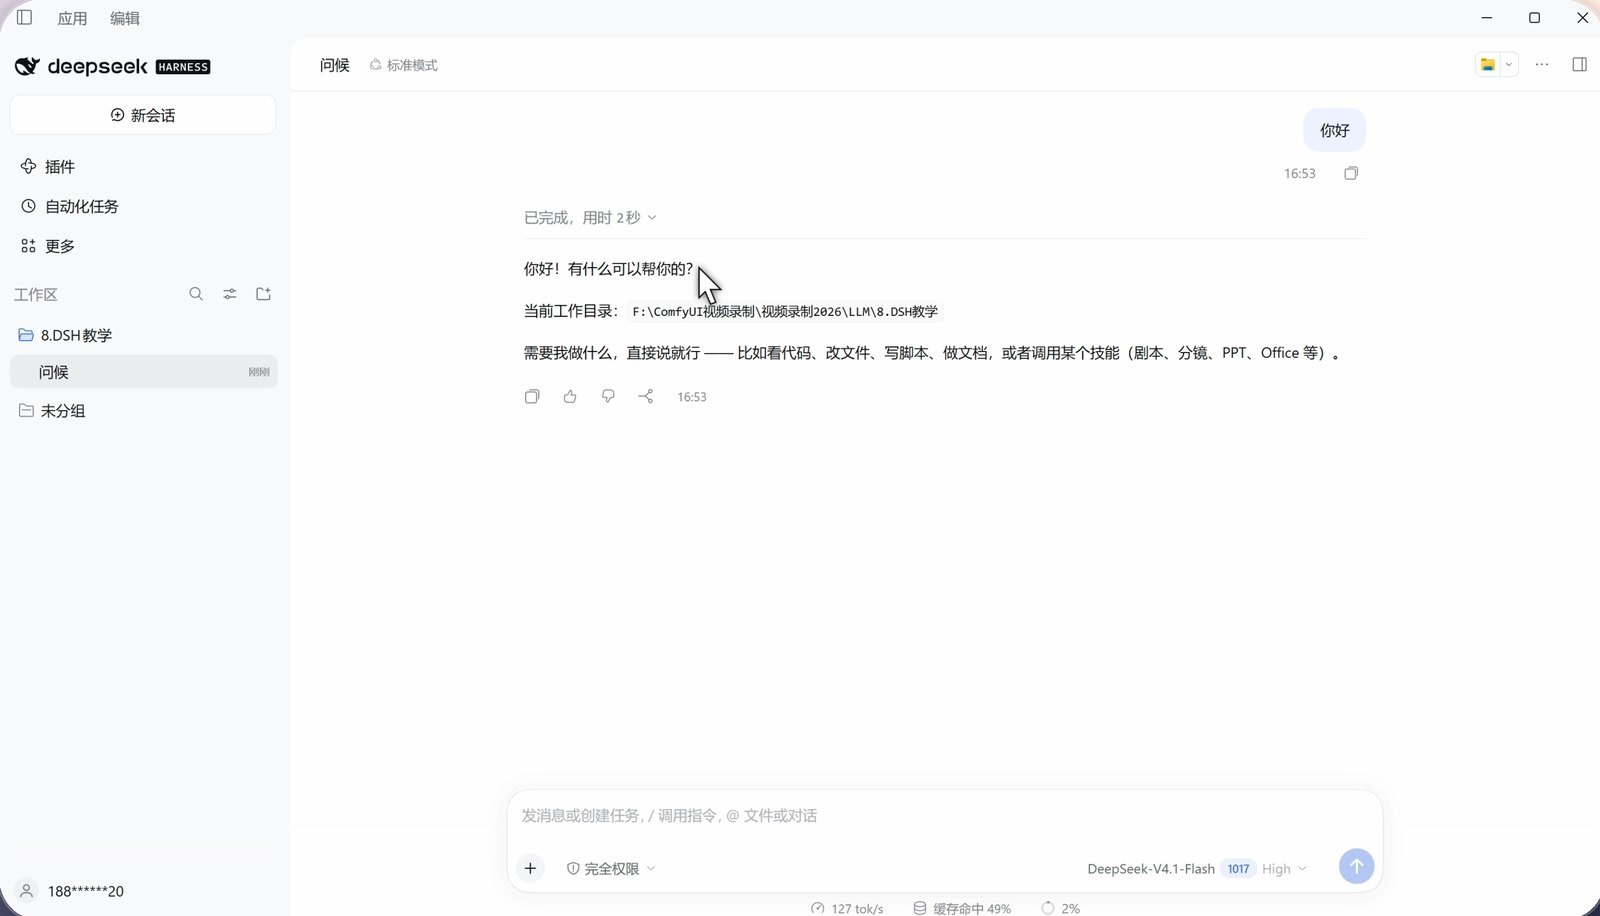 应用 编辑
deepseek HARNESS
新会话
插件
自动化任务
更多
工作区
8.DSH教学
问候 刚刚
未分组
188******20
问候 标准模式
你好
16:53
已完成，用时 2秒
你好！有什么可以帮你的？
当前工作目录： F:\ComfyUI视频录制\视频录制2026\LLM\8.DSH教学
需要我做什么，直接说就行 —— 比如看代码、改文件、写脚本、做文档，或者调用某个技能（剧本、分镜、PPT、Office 等）。
16:53
发消息或创建任务, / 调用指令, @ 文件或对话
完全权限 DeepSeek-V4.1-Flash 1017 High
127 tok/s 缓存命中 49% 2%